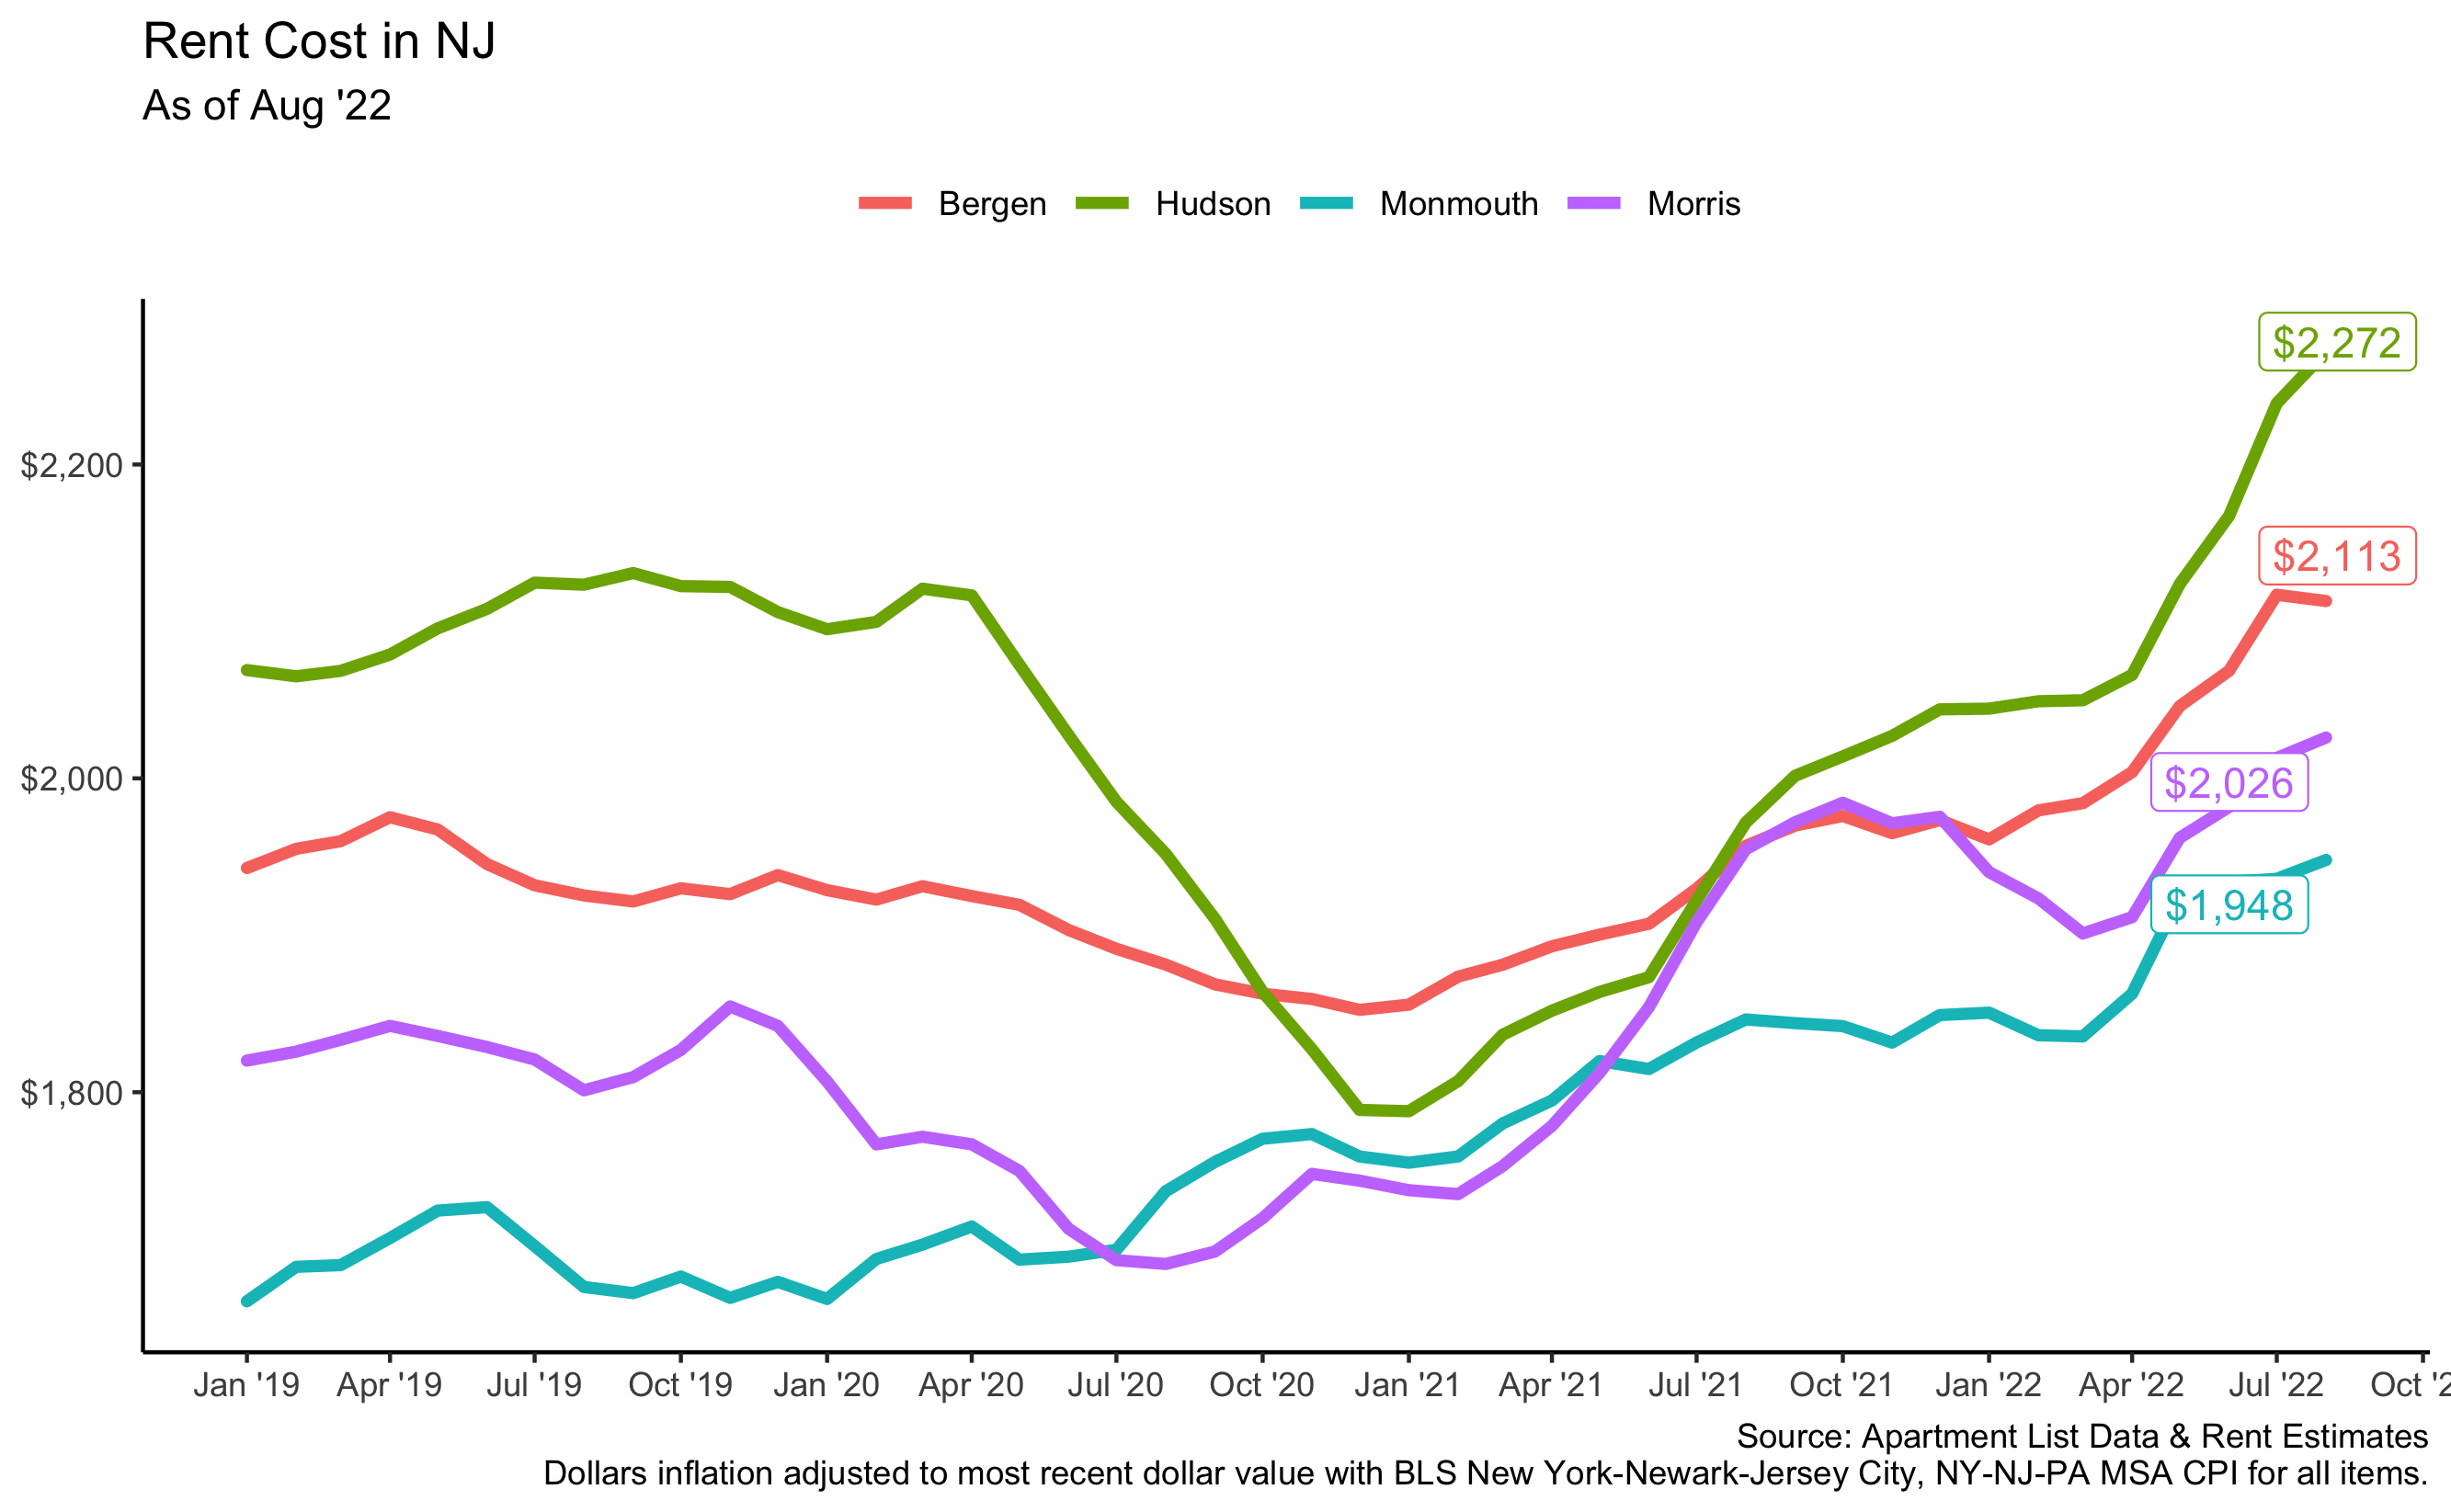 Rent Cost in NJ
As of Aug '22
Bergen Hudson Monmouth Morris
$2,272
$2,200
$2,113
$2,000
$2,026
$1,948
$1,800
Jan '19 Apr '19 Jul '19 Oct '19 Jan '20 Apr '20 Jul '20 Oct '20 Jan '21 Apr '21 Jul '21 Oct '21 Jan '22 Apr '22 Jul '22 Oct '2
Source: Apartment List Data & Rent Estimates
Dollars inflation adjusted to most recent dollar value with BLS New York-Newark-Jersey City, NY-NJ-PA MSA CPI for all items.